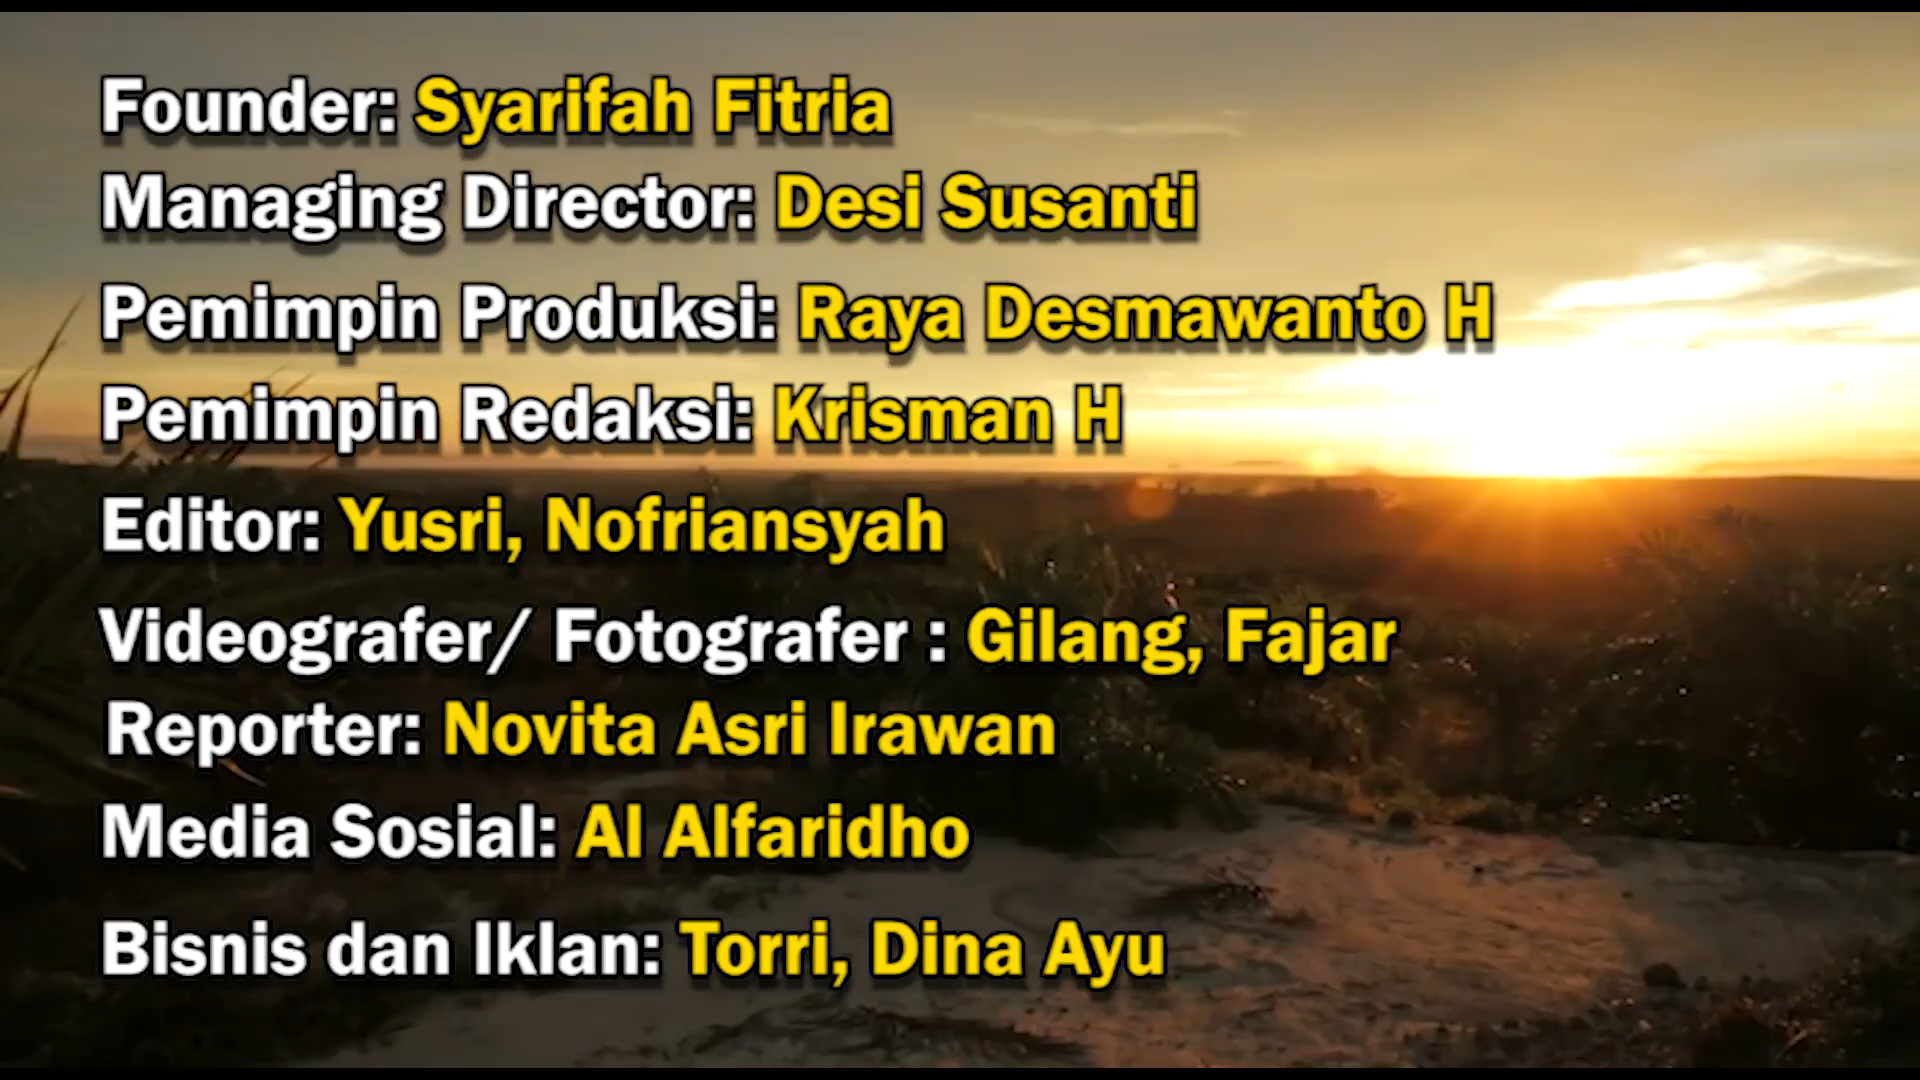 Founder: Syarifah Fitria
Managing Director: Desi Susanti
Pemimpin Produksi: Raya Desmawanto H
Pemimpin Redaksi: Krisman H
Editor: Yusri, Nofriansyah
Videografer/ Fotografer : Gilang, Fajar
Reporter: Novita Asri Irawan
Media Sosial: Al Alfaridho
Bisnis dan Iklan: Torri, Dina Ayu